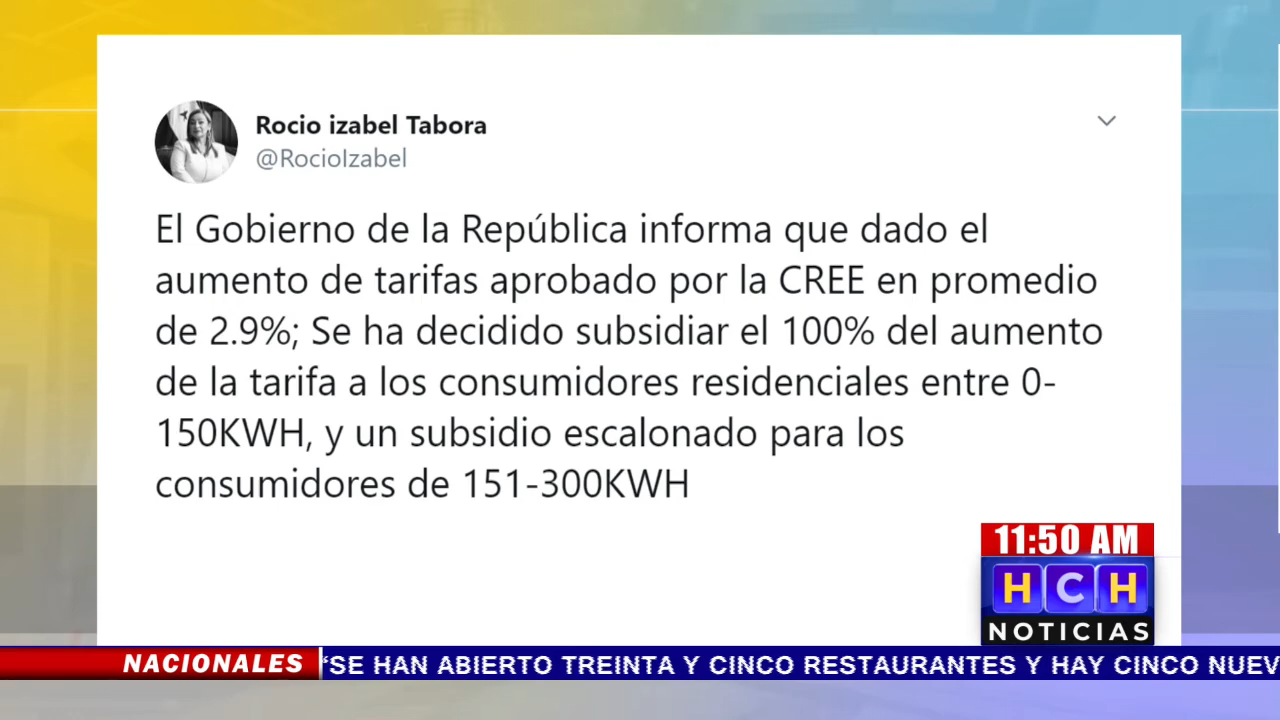 Rocio izabel Tabora
@RocioIzabel
El Gobierno de la República informa que dado el
aumento de tarifas aprobado por la CREE en promedio
de 2.9%; Se ha decidido subsidiar el 100% del aumento
de la tarifa a los consumidores residenciales entre 0-
150KWH, y un subsidio escalonado para los
consumidores de 151-300KWH
11:50 AM
HCH
NOTICIAS
NACIONALES
“SE HAN ABIERTO TREINTA Y CINCO RESTAURANTES Y HAY CINCO NUEV